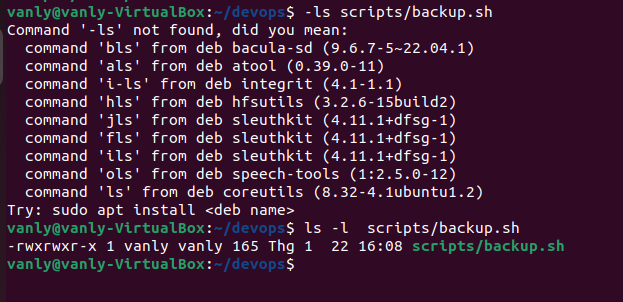 vanly@vanly-VirtualBox:~/devops$ -ls scripts/backup.sh
Command '-ls' not found, did you mean:
  command 'bls' from deb bacula-sd (9.6.7-5~22.04.1)
  command 'als' from deb atool (0.39.0-11)
  command 'i-ls' from deb integrit (4.1-1.1)
  command 'hls' from deb hfsutils (3.2.6-15build2)
  command 'jls' from deb sleuthkit (4.11.1+dfsg-1)
  command 'fls' from deb sleuthkit (4.11.1+dfsg-1)
  command 'ils' from deb sleuthkit (4.11.1+dfsg-1)
  command 'ols' from deb speech-tools (1:2.5.0-12)
  command 'ls' from deb coreutils (8.32-4.1ubuntu1.2)
Try: sudo apt install <deb name>
vanly@vanly-VirtualBox:~/devops$ ls -l  scripts/backup.sh
-rwxrwxr-x 1 vanly vanly 165 Thg 1  22 16:08 scripts/backup.sh
vanly@vanly-VirtualBox:~/devops$